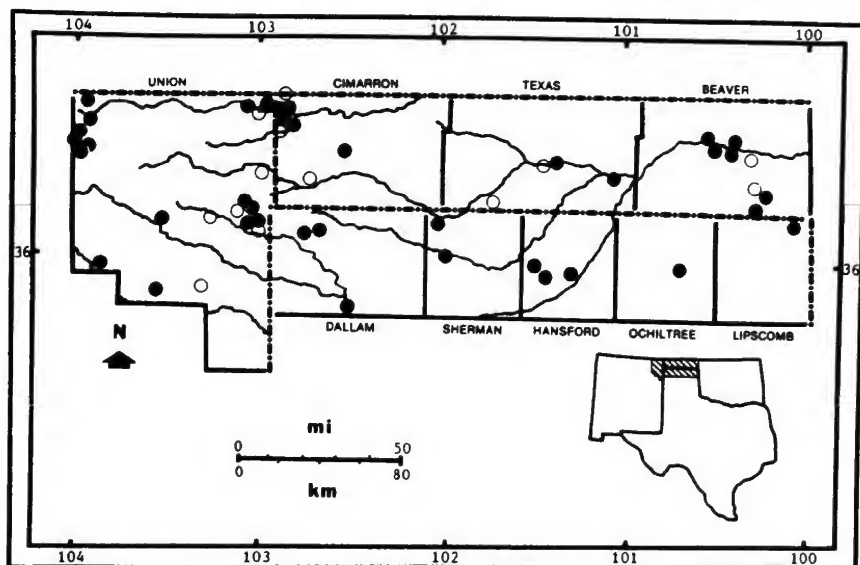 104 103 102 101 100
UNION CIMARRON TEXAS BEAVER
36 36
DALLAM SHERMAN HANSFORD OCHILTREE LIPSCOMB
N
mi
0 50
0 80
km
104 103 102 101 100